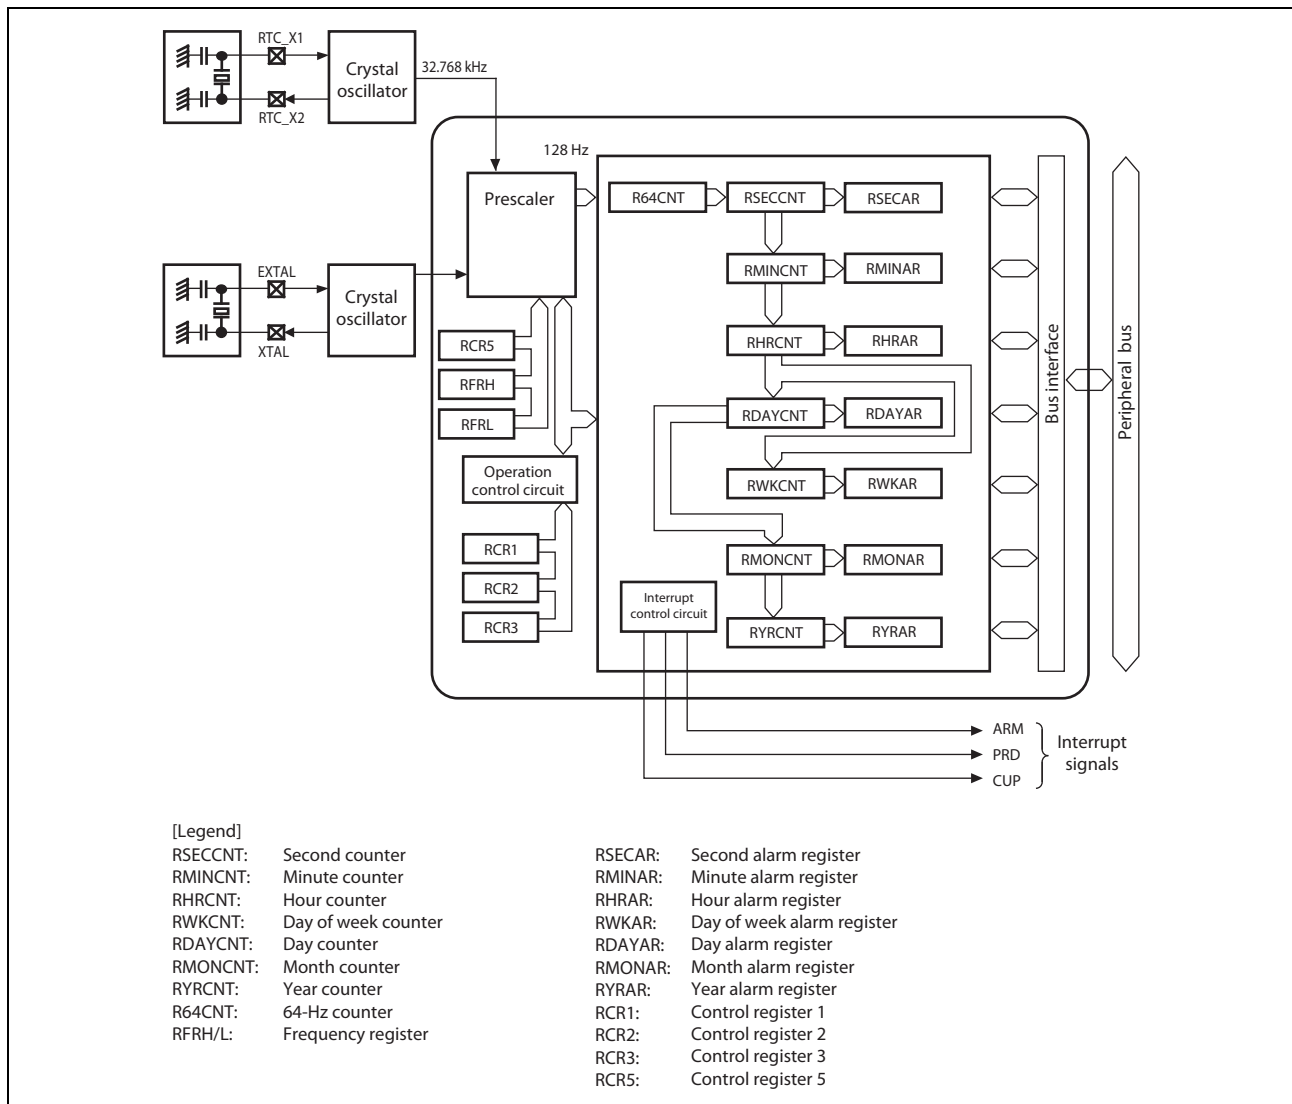 RTC_X1
Crystal oscillator
32.768 kHz
RTC_X2
128 Hz
Prescaler
R64CNT
RSECCNT
RSECAR
EXTAL
Crystal oscillator
XTAL
RMINCNT
RMINAR
RCR5
RHRCNT
RHRAR
RFRH
RFRL
RDAYCNT
RDAYAR
Bus interface
Peripheral bus
Operation control circuit
RWKCNT
RWKAR
RCR1
RMONCNT
RMONAR
RCR2
Interrupt control circuit
RCR3
RYRCNT
RYRAR
ARM
PRD
CUP
Interrupt signals
[Legend]
RSECCNT: Second counter
RMINCNT: Minute counter
RHRCNT: Hour counter
RWKCNT: Day of week counter
RDAYCNT: Day counter
RMONCNT: Month counter
RYRCNT: Year counter
R64CNT: 64-Hz counter
RFRH/L: Frequency register
RSECAR: Second alarm register
RMINAR: Minute alarm register
RHRAR: Hour alarm register
RWKAR: Day of week alarm register
RDAYAR: Day alarm register
RMONAR: Month alarm register
RYRAR: Year alarm register
RCR1: Control register 1
RCR2: Control register 2
RCR3: Control register 3
RCR5: Control register 5